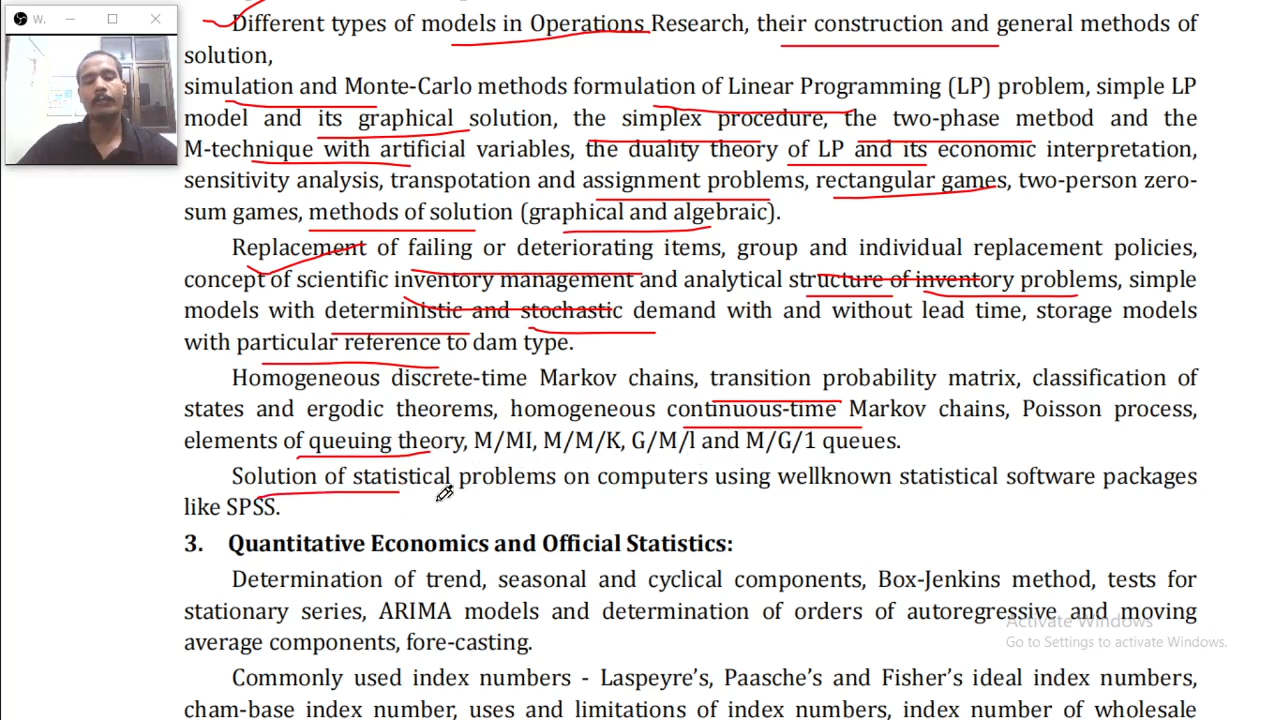 W.
Different types of models in Operations Research, their construction and general methods of
solution,
simulation and Monte-Carlo methods formulation of Linear Programming (LP) problem, simple LP
model and its graphical solution, the simplex procedure, the two-phase metbod and the
M-technique with artificial variables, the duality theory of LP and its economic interpretation,
sensitivity analysis, transpotation and assignment problems, rectangular games, two-person zero-
sum games, methods of solution (graphical and algebraic).
Replacement of failing or deteriorating items, group and individual replacement policies,
concept of scientific inventory management and analytical structure of inventory problems, simple
models with deterministic and stochastic demand with and without lead time, storage models
with particular reference to dam type.
Homogeneous discrete-time Markov chains, transition probability matrix, classification of
states and ergodic theorems, homogeneous continuous-time Markov chains, Poisson process,
elements of queuing theory, M/MI, M/M/K, G/M/l and M/G/1 queues.
Solution of statistical problems on computers using wellknown statistical software packages
like SPSS.
3. Quantitative Economics and Official Statistics:
Determination of trend, seasonal and cyclical components, Box-Jenkins method, tests for
stationary series, ARIMA models and determination of orders of autoregressive and moving
average components, fore-casting.
Commonly used index numbers - Laspeyre's, Paasche's and Fisher's ideal index numbers,
cham-base index number, uses and limitations of index numbers, index number of wholesale
Activate Windows
Go to Settings to activate Windows.